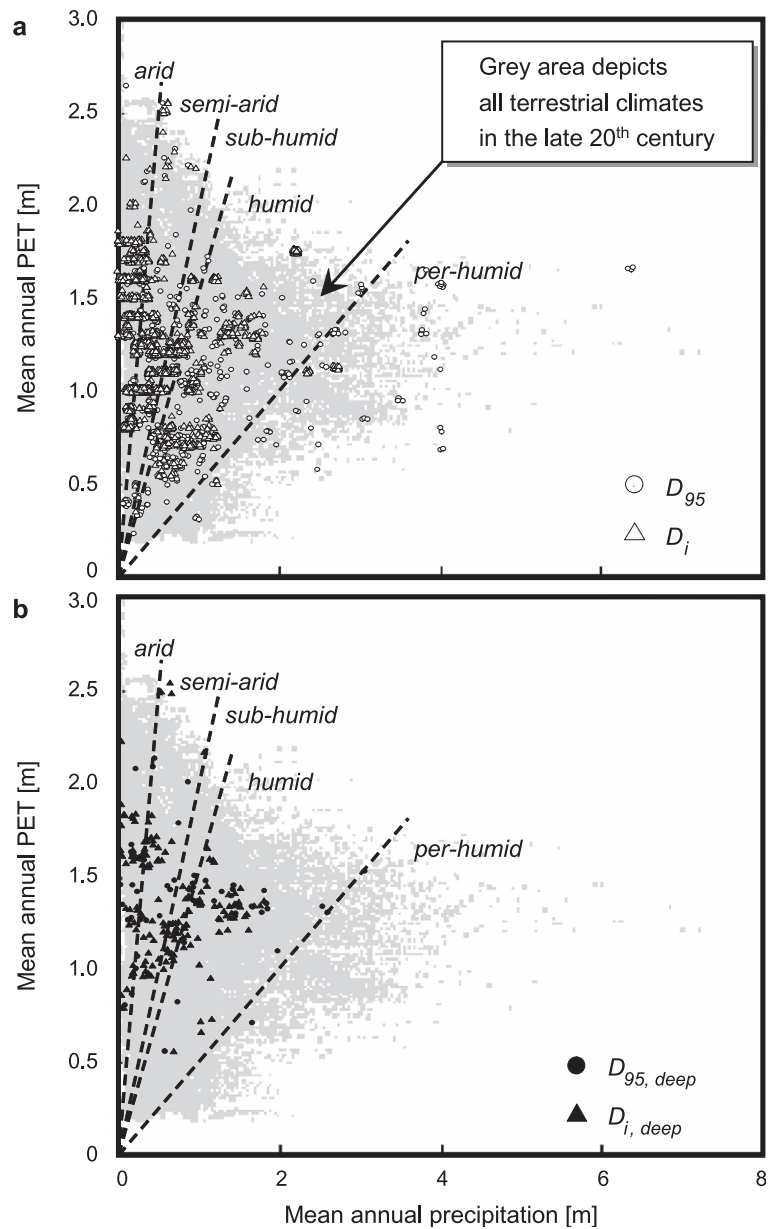 a
3.0
arid
semi-arid
sub-humid
humid
per-humid
Grey area depicts
all terrestrial climates
in the late 20th century
2.5
2.0
1.5
1.0
0.5
0
Mean annual PET [m]
D95
Di
b
3.0
arid
semi-arid
sub-humid
humid
per-humid
2.5
2.0
1.5
1.0
0.5
0
Mean annual PET [m]
D95, deep
Di, deep
0 2 4 6 8
Mean annual precipitation [m]